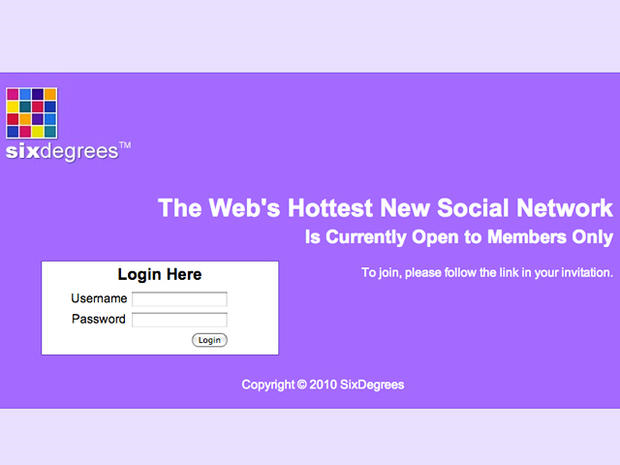 sixdegrees™
The Web's Hottest New Social Network
Is Currently Open to Members Only
To join, please follow the link in your invitation.
Login Here
Username
Password
Login
Copyright © 2010 SixDegrees